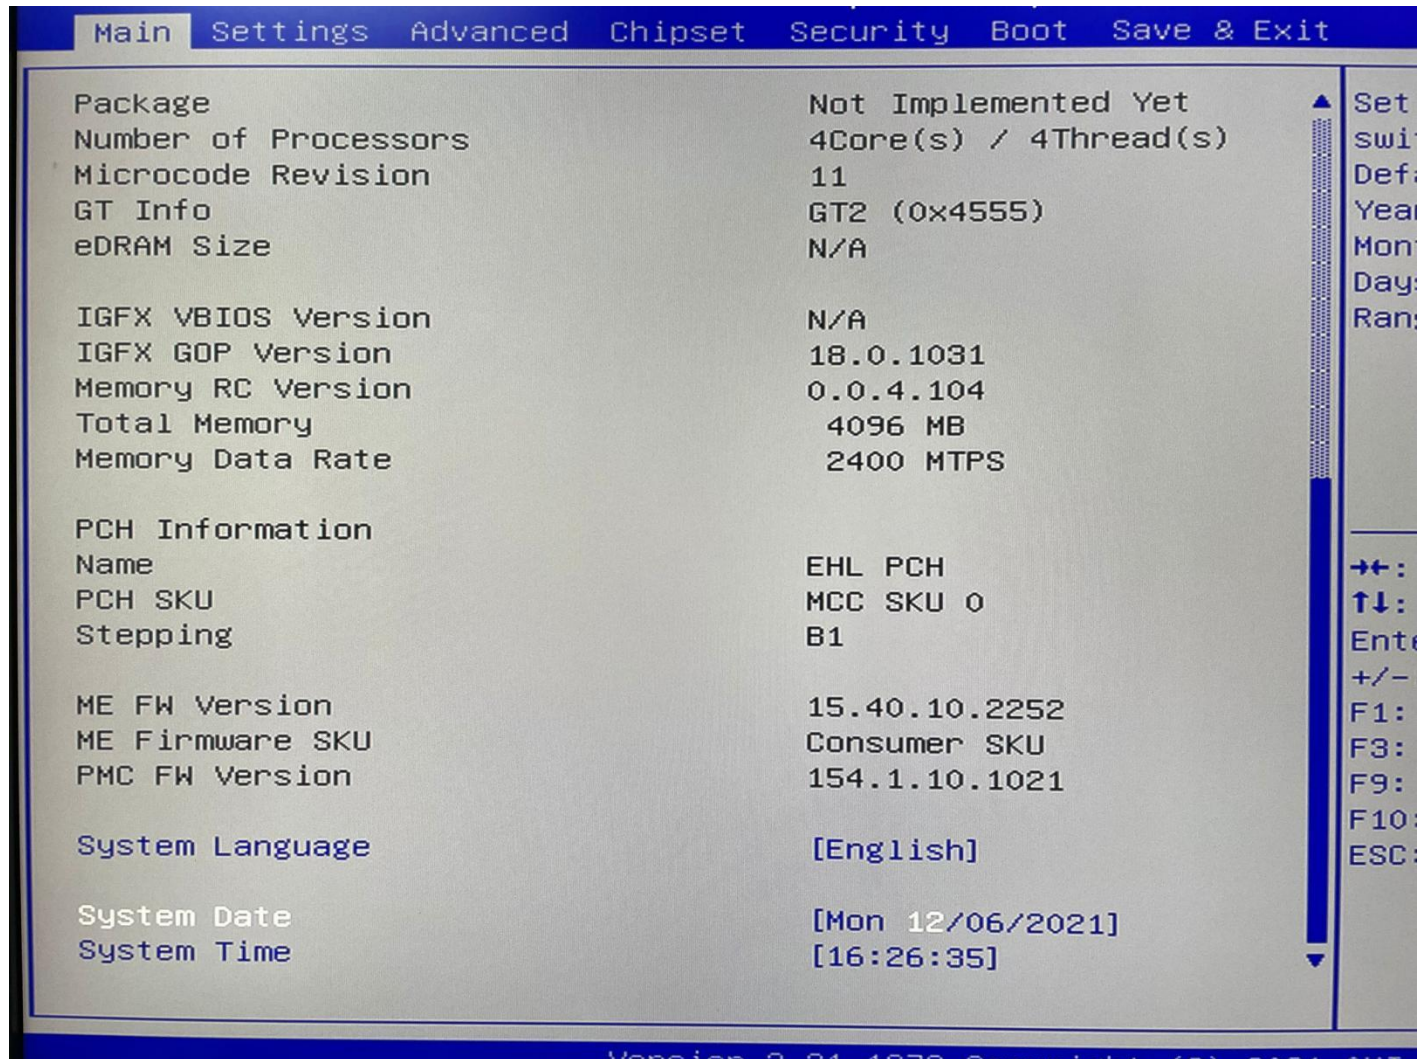 Main Settings Advanced Chipset Security Boot Save & Exit
Package Not Implemented Yet
Number of Processors 4Core(s) / 4Thread(s)
Microcode Revision 11
GT Info GT2 (0x4555)
eDRAM Size N/A
IGFX VBIOS Version N/A
IGFX GOP Version 18.0.1031
Memory RC Version 0.0.4.104
Total Memory 4096 MB
Memory Data Rate 2400 MTPS
PCH Information
Name EHL PCH
PCH SKU MCC SKU 0
Stepping B1
ME FW Version 15.40.10.2252
ME Firmware SKU Consumer SKU
PMC FW Version 154.1.10.1021
System Language [English]
System Date [Mon 12/06/2021]
System Time [16:26:35]
Set
→←:
↑↓:
+/-
F1:
F3:
F9:
F10:
ESC: